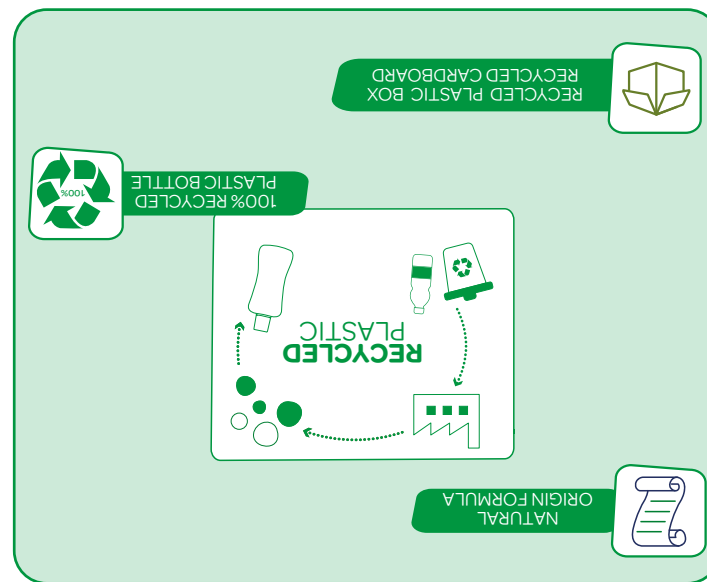 NATURAL
ORIGIN FORMULA
RECYCLED
PLASTIC
100% RECYCLED
PLASTIC BOTTLE
100%
RECYCLED PLASTIC BOX
RECYCLED CARDBOARD